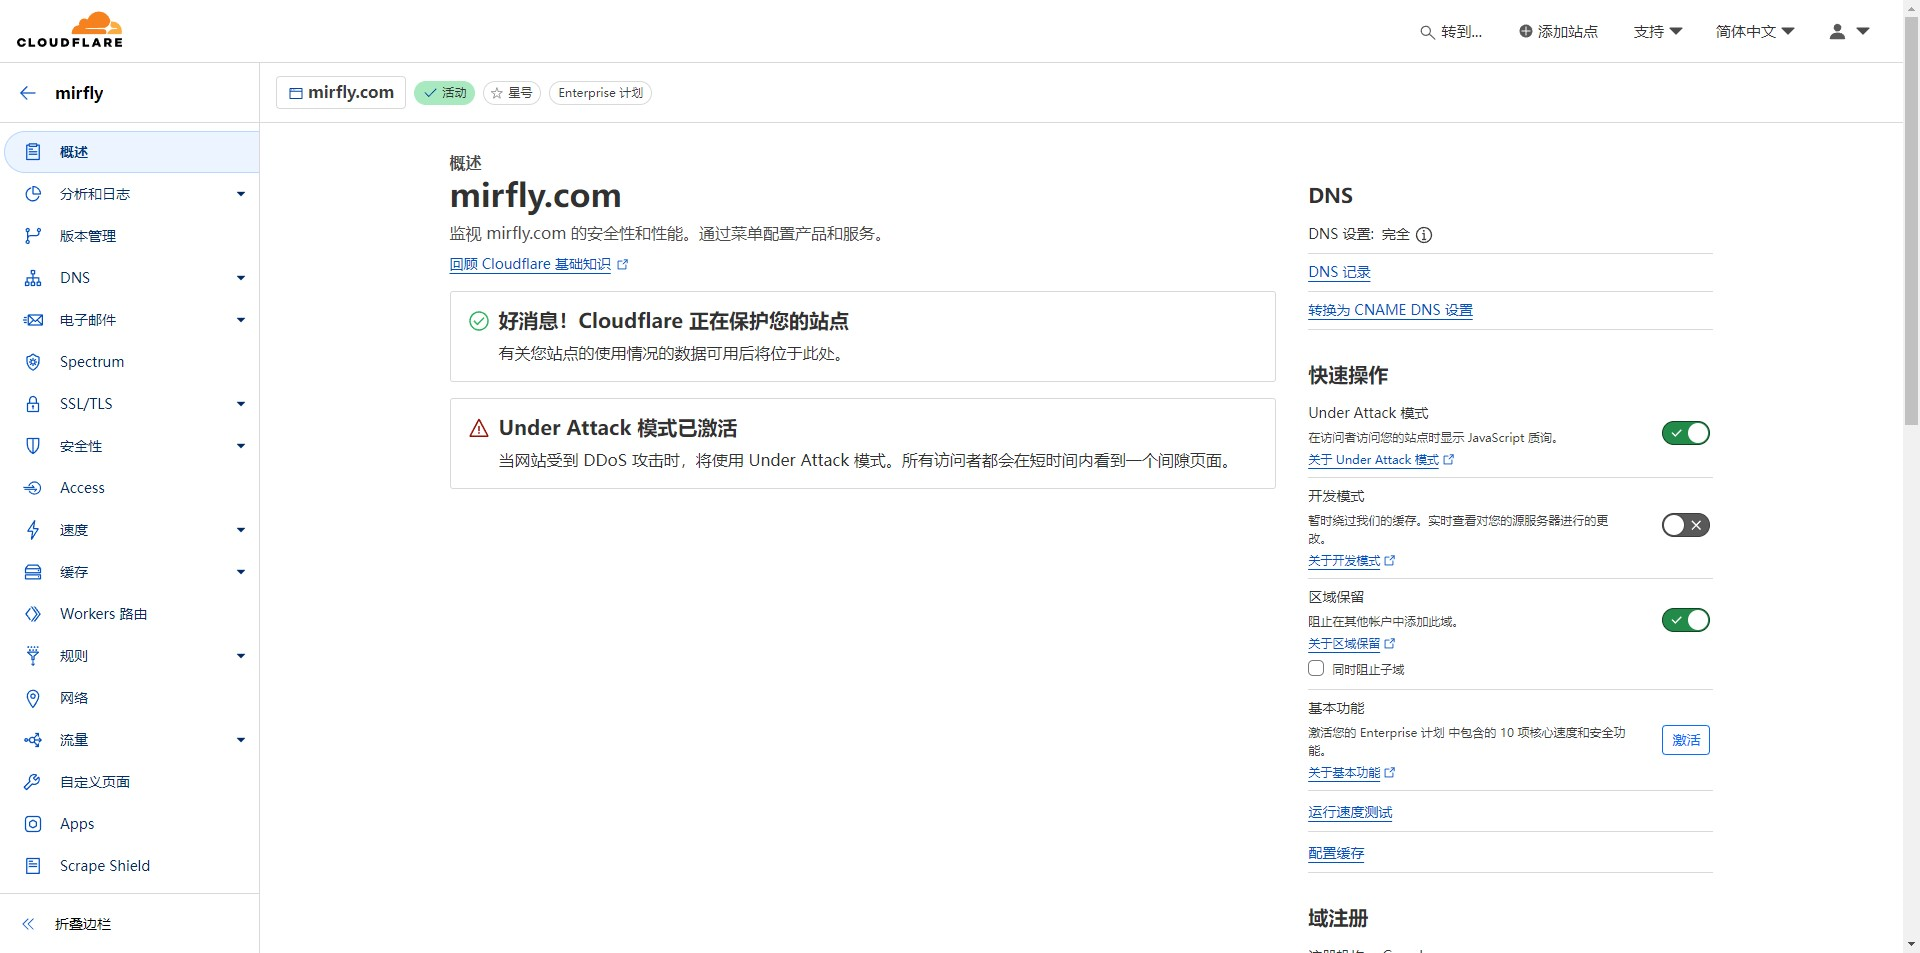 CLOUDFLARE
转到...
添加站点
支持
简体中文
mirfly
mirfly.com
活动
星号
Enterprise 计划
概述
分析和日志
版本管理
DNS
电子邮件
Spectrum
SSL/TLS
安全性
Access
速度
缓存
Workers 路由
规则
网络
流量
自定义页面
Apps
Scrape Shield
折叠边栏
概述
mirfly.com
监视 mirfly.com 的安全性和性能。通过菜单配置产品和服务。
回顾 Cloudflare 基础知识
好消息！Cloudflare 正在保护您的站点
有关您站点的使用情况的数据可用后将位于此处。
Under Attack 模式已激活
当网站受到 DDoS 攻击时，将使用 Under Attack 模式。所有访问者都会在短时间内看到一个间隙页面。
DNS
DNS 设置: 完全
DNS 记录
转换为 CNAME DNS 设置
快速操作
Under Attack 模式
在访问者访问您的站点时显示 JavaScript 质询。
关于 Under Attack 模式
开发模式
暂时绕过我们的缓存。实时查看对您的源服务器进行的更
改。
关于开发模式
区域保留
阻止在其他帐户中添加此域。
关于区域保留
同时阻止子域
基本功能
激活您的 Enterprise 计划 中包含的 10 项核心速度和安全功
能。
关于基本功能
激活
运行速度测试
配置缓存
域注册